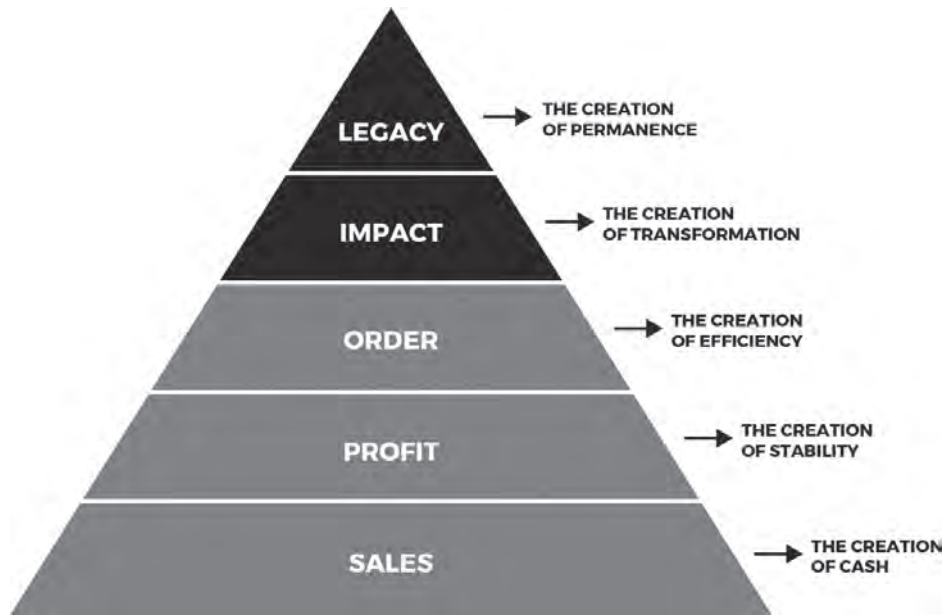 LEGACY
THE CREATION
OF PERMANENCE
IMPACT
THE CREATION
OF TRANSFORMATION
ORDER
THE CREATION
OF EFFICIENCY
PROFIT
THE CREATION
OF STABILITY
SALES
THE CREATION
OF CASH